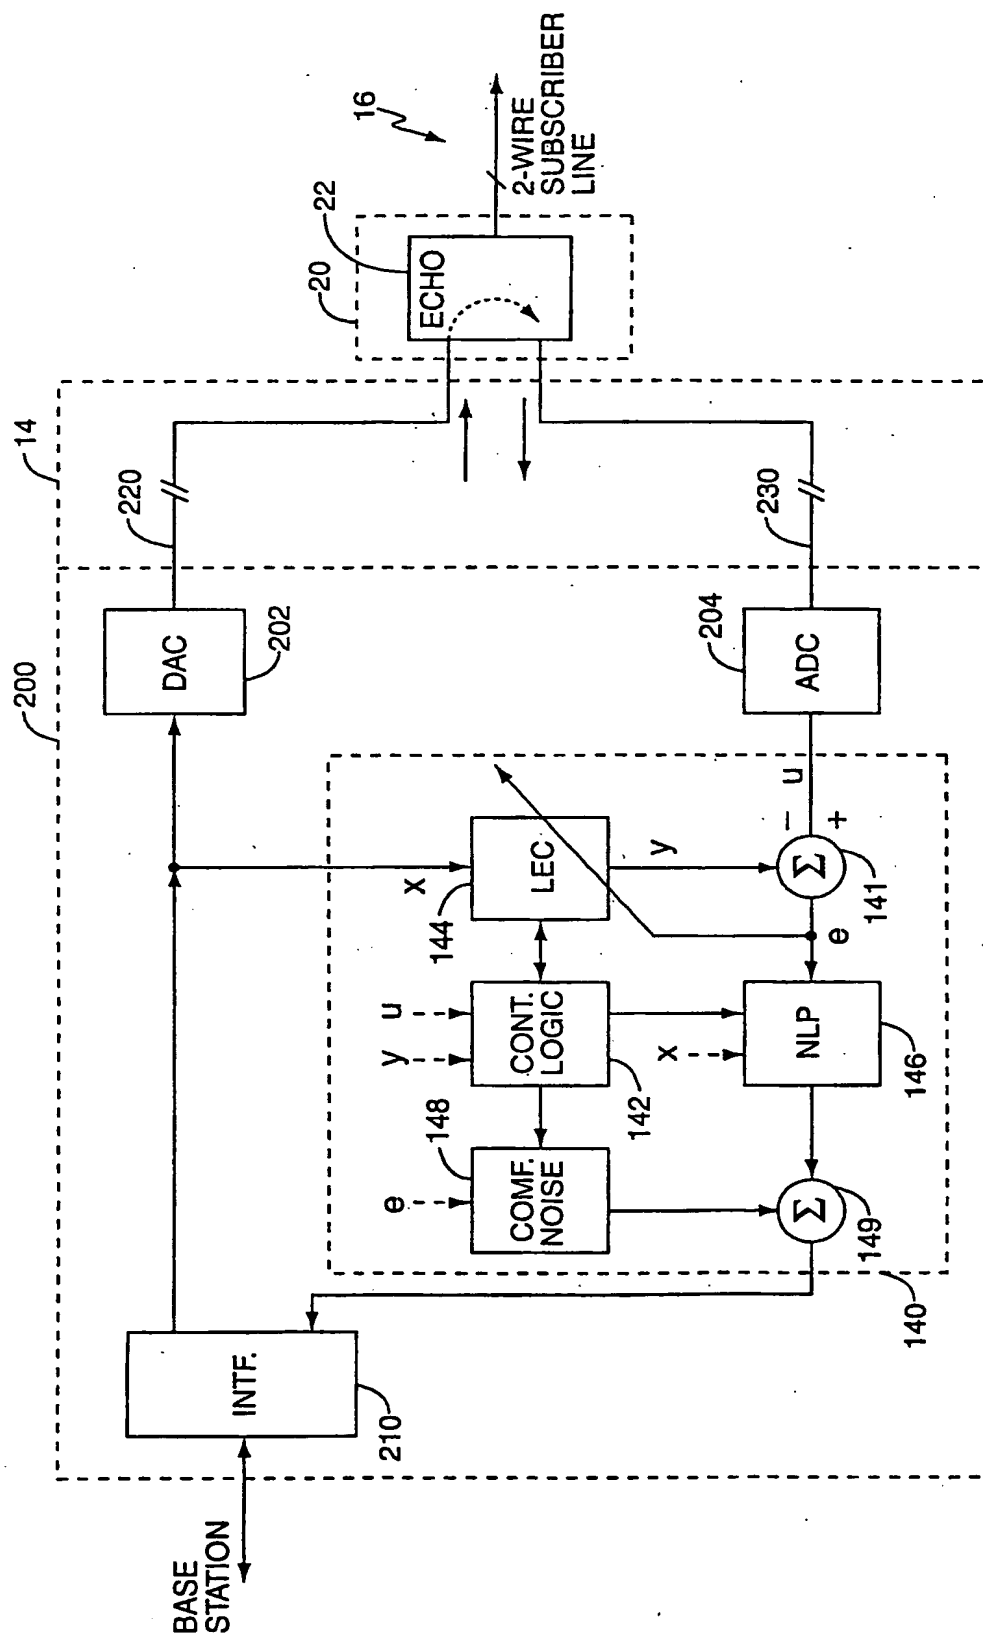 200
14
20
22
16
220
DAC
202
ECHO
2-WIRE
SUBSCRIBER
LINE
BASE
STATION
INTF.
210
x
144
LEC
y
y
u
CONT.
LOGIC
142
e
148
COMF.
NOISE
x
NLP
146
e
Σ
141
−
+
u
ADC
204
230
Σ
149
140